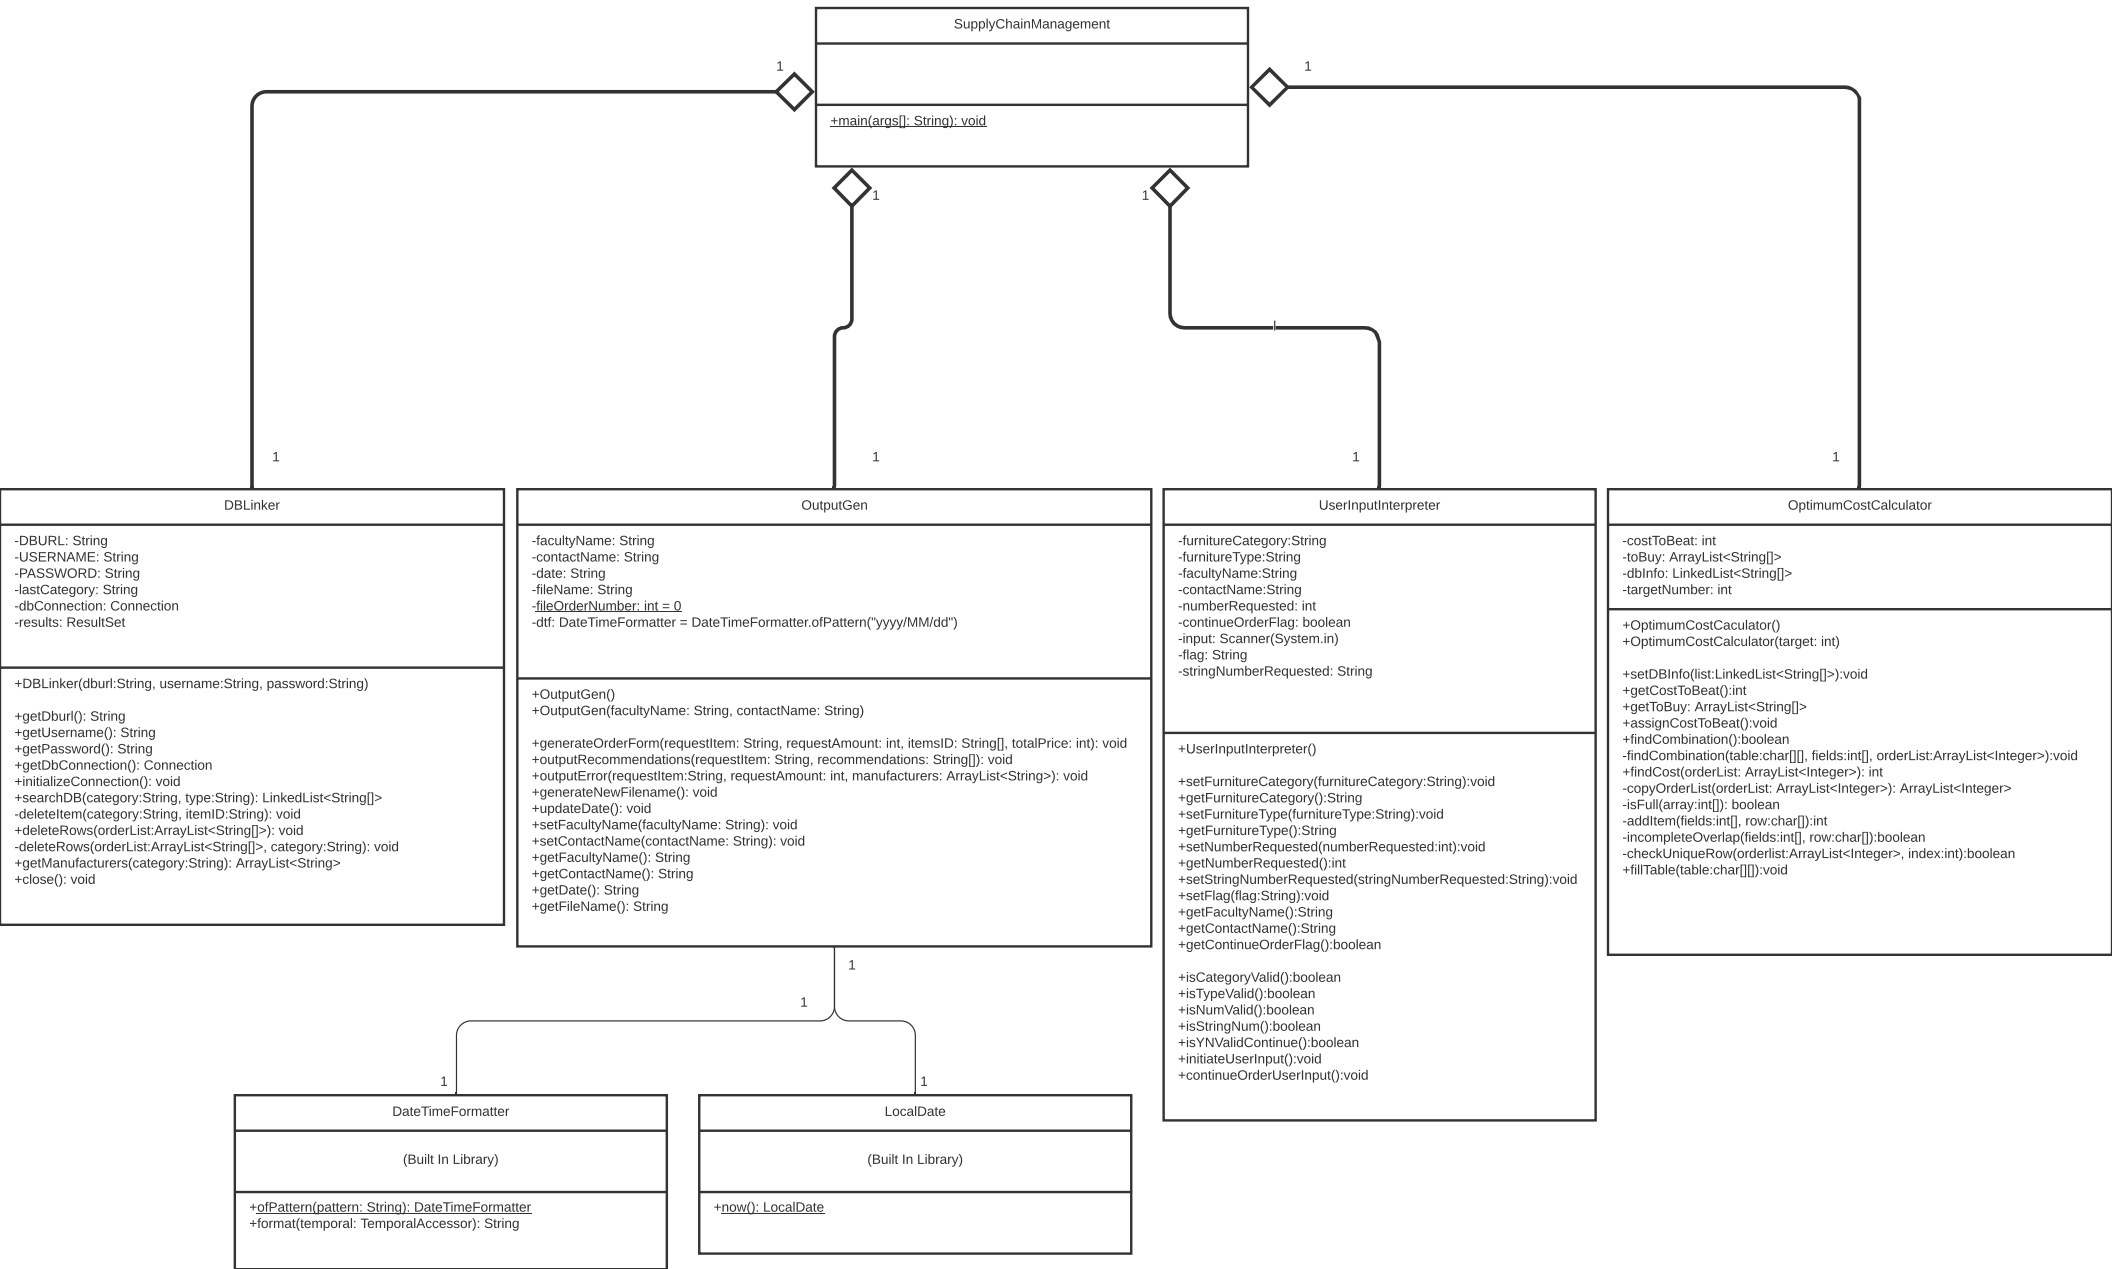 SupplyChainManagement
+main(args[]: String): void
1
1
1
1
1
1
1
1
DBLinker
-DBURL: String
-USERNAME: String
-PASSWORD: String
-lastCategory: String
-dbConnection: Connection
-results: ResultSet
+DBLinker(dburl:String, username:String, password:String)
+getDburl(): String
+getUsername(): String
+getPassword(): String
+getDbConnection(): Connection
+initializeConnection(): void
+searchDB(category:String, type:String): LinkedList<String[]>
-deleteItem(category:String, itemID:String): void
+deleteRows(orderList:ArrayList<String[]>): void
-deleteRows(orderList:ArrayList<String[]>, category:String): void
+getManufacturers(category:String): ArrayList<String>
+close(): void
OutputGen
-facultyName: String
-contactName: String
-date: String
-fileName: String
-fileOrderNumber: int = 0
-dtf: DateTimeFormatter = DateTimeFormatter.ofPattern("yyyy/MM/dd")
+OutputGen()
+OutputGen(facultyName: String, contactName: String)
+generateOrderForm(requestItem: String, requestAmount: int, itemsID: String[], totalPrice: int): void
+outputRecommendations(requestItem: String, recommendations: String[]): void
+outputError(requestItem:String, requestAmount: int, manufacturers: ArrayList<String>): void
+generateNewFilename(): void
+updateDate(): void
+setFacultyName(facultyName: String): void
+setContactName(contactName: String): void
+getFacultyName(): String
+getContactName(): String
+getDate(): String
+getFileName(): String
UserInputInterpreter
-furnitureCategory:String
-furnitureType:String
-facultyName:String
-contactName:String
-numberRequested: int
-continueOrderFlag: boolean
-input: Scanner(System.in)
-flag: String
-stringNumberRequested: String
+UserInputInterpreter()
+setFurnitureCategory(furnitureCategory:String):void
+getFurnitureCategory():String
+setFurnitureType(furnitureType:String):void
+getFurnitureType():String
+setNumberRequested(numberRequested:int):void
+getNumberRequested():int
+setStringNumberRequested(stringNumberRequested:String):void
+setFlag(flag:String):void
+getFacultyName():String
+getContactName():String
+getContinueOrderFlag():boolean
+isCategoryValid():boolean
+isTypeValid():boolean
+isNumValid():boolean
+isStringNum():boolean
+isYNValidContinue():boolean
+initiateUserInput():void
+continueOrderUserInput():void
OptimumCostCalculator
-costToBeat: int
-toBuy: ArrayList<String[]>
-dbInfo: LinkedList<String[]>
-targetNumber: int
+OptimumCostCaculator()
+OptimumCostCalculator(target: int)
+setDBInfo(list:LinkedList<String[]>):void
+getCostToBeat():int
+getToBuy: ArrayList<String[]>
+assignCostToBeat():void
+findCombination():boolean
-findCombination(table:char[][], fields:int[], orderList:ArrayList<Integer>):void
+findCost(orderList: ArrayList<Integer>): int
-copyOrderList(orderList: ArrayList<Integer>): ArrayList<Integer>
-isFull(array:int[]): boolean
-addItem(fields:int[], row:char[]):int
-incompleteOverlap(fields:int[], row:char[]):boolean
-checkUniqueRow(orderlist:ArrayList<Integer>, index:int):boolean
+fillTable(table:char[][]):void
1
1
1
1
DateTimeFormatter
(Built In Library)
+ofPattern(pattern: String): DateTimeFormatter
+format(temporal: TemporalAccessor): String
LocalDate
(Built In Library)
+now(): LocalDate